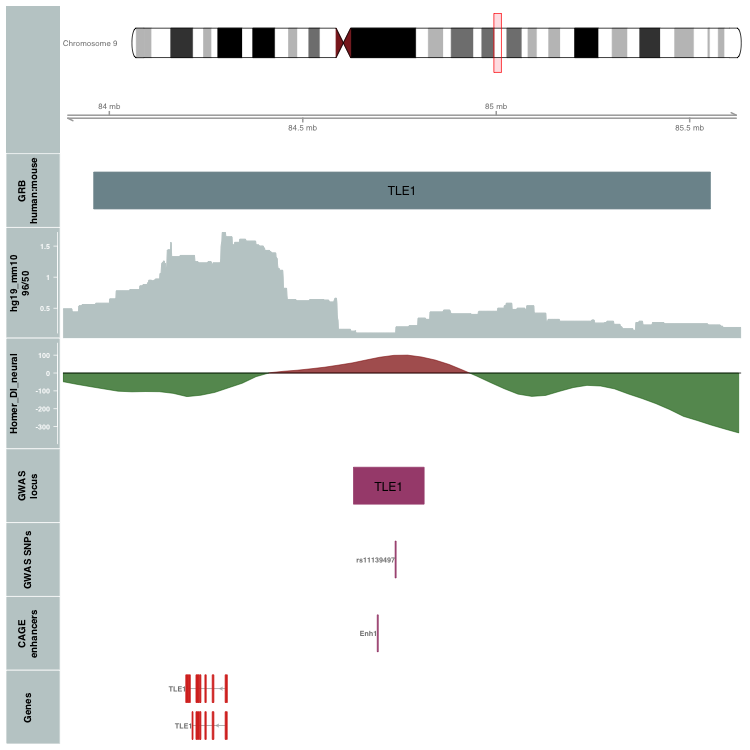 Chromosome 9
84 mb
85 mb
84.5 mb
85.5 mb
GRB
human:mouse
TLE1
hg19_mm10
96/50
1.5
1
0.5
Homer_DI_neural
100
0
-100
-200
-300
GWAS
locus
TLE1
GWAS SNPs
rs11139497
CAGE
enhancers
Enh1
Genes
TLE1
TLE1